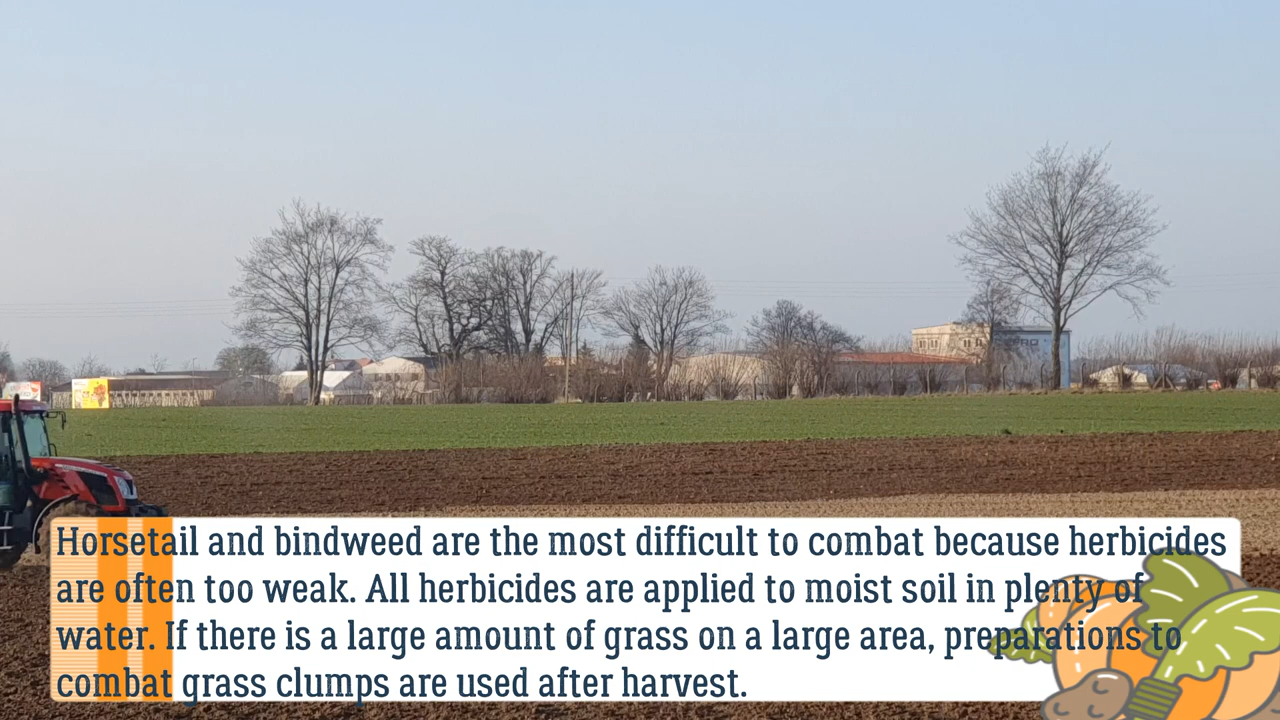 Horsetail and bindweed are the most difficult to combat because herbicides
are often too weak. All herbicides are applied to moist soil in plenty of
water. If there is a large amount of grass on a large area, preparations to
combat grass clumps are used after harvest.